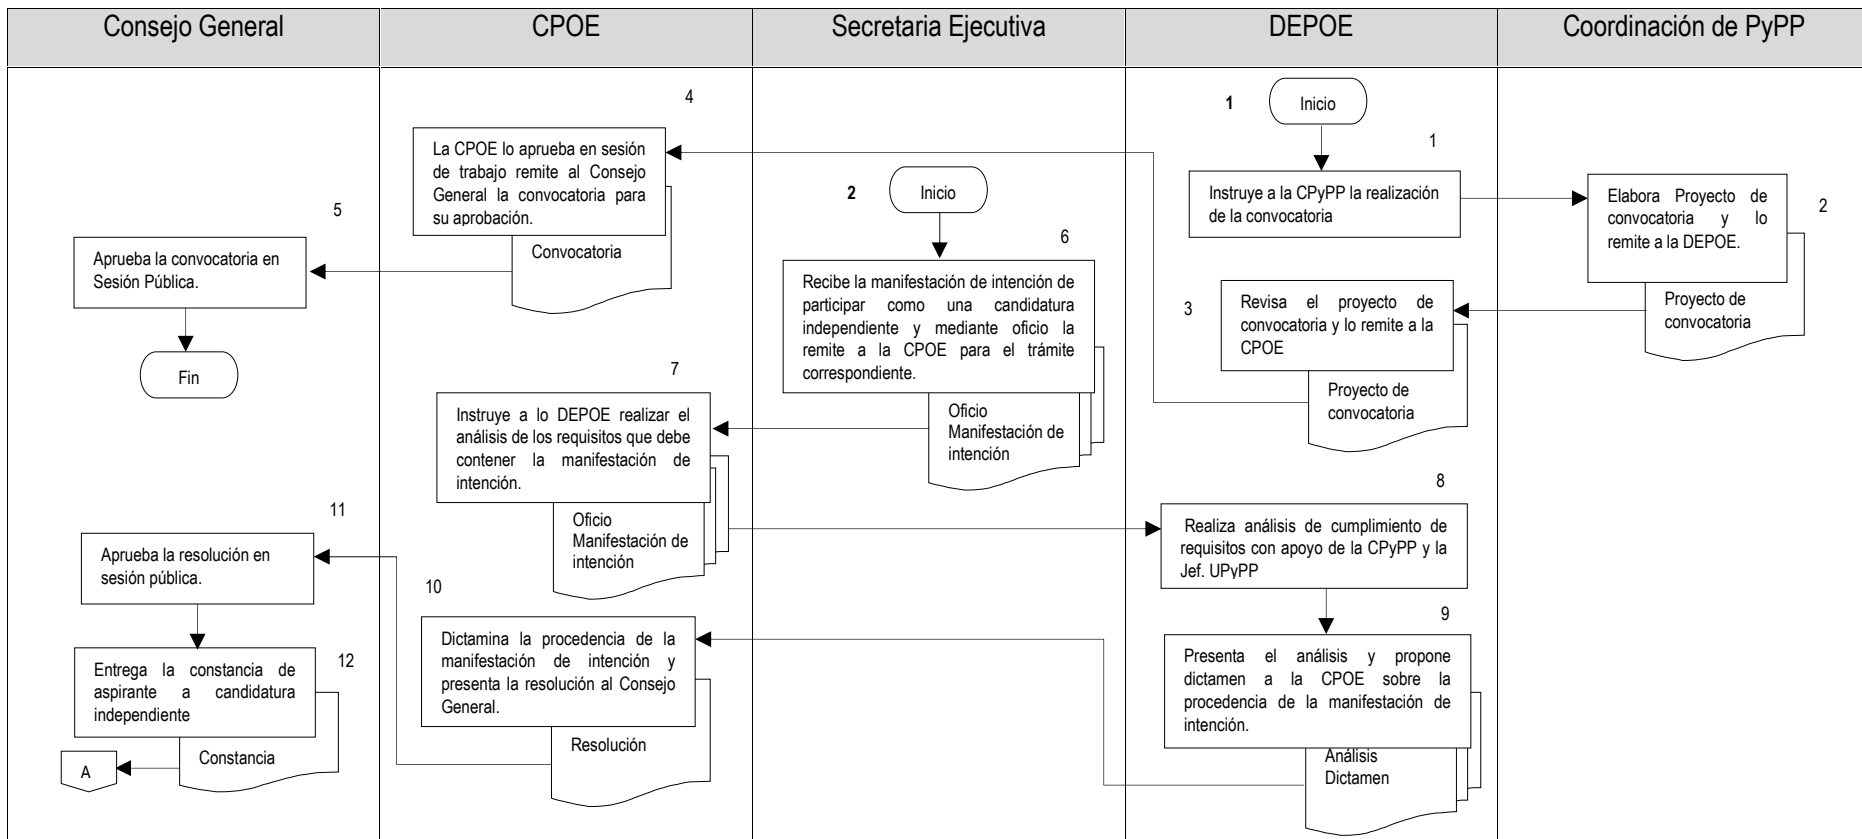 Consejo General
CPOE
Secretaria Ejecutiva
DEPOE
Coordinación de PyPP
1
Inicio
1
Instruye a la CPyPP la realización
de la convocatoria
2
Elabora Proyecto de
convocatoria y lo
remite a la DEPOE.
Proyecto de
convocatoria
3
Revisa el proyecto de
convocatoria y lo remite a la
CPOE
Proyecto de
convocatoria
4
La CPOE lo aprueba en sesión
de trabajo remite al Consejo
General la convocatoria para
su aprobación.
Convocatoria
5
Aprueba la convocatoria en
Sesión Pública.
Fin
2
Inicio
6
Recibe la manifestación de intención de
participar como una candidatura
independiente y mediante oficio la
remite a la CPOE para el trámite
correspondiente.
Oficio
Manifestación de
intención
7
Instruye a lo DEPOE realizar el
análisis de los requisitos que debe
contener la manifestación de
intención.
Oficio
Manifestación de
intención
8
Realiza análisis de cumplimiento de
requisitos con apoyo de la CPyPP y la
Jef. UPyPP
9
Presenta el análisis y propone
dictamen a la CPOE sobre la
procedencia de la manifestación de
intención.
Análisis
Dictamen
10
Dictamina la procedencia de la
manifestación de intención y
presenta la resolución al Consejo
General.
Resolución
11
Aprueba la resolución en
sesión pública.
12
Entrega la constancia de
aspirante a candidatura
independiente
Constancia
A